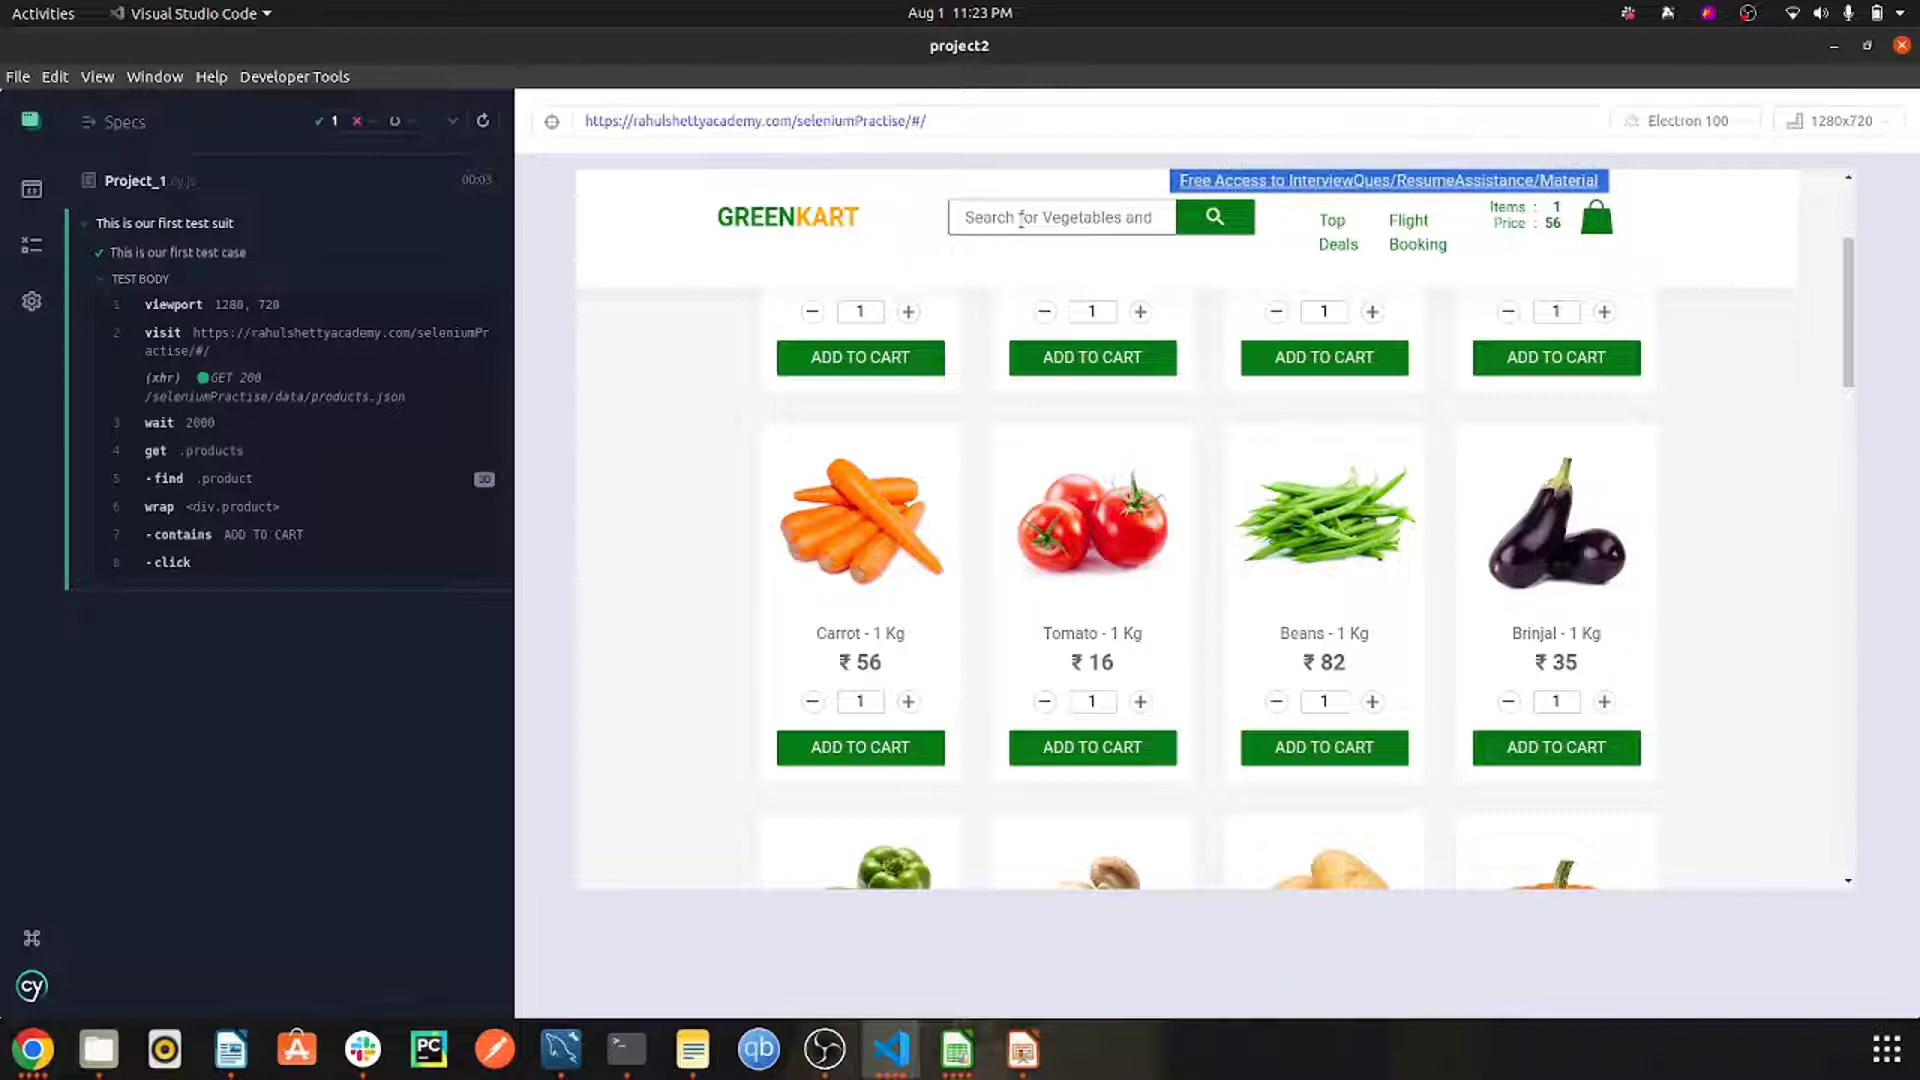 Activities
Visual Studio Code
Aug 1 11:23 PM
project2
File Edit View Window Help Developer Tools
Specs
1
https://rahulshettyacademy.com/seleniumPractise/#/
Electron 100
1280x720
Project_1.cy.js
00:03
This is our first test suit
This is our first test case
TEST BODY
1 viewport 1280, 720
2 visit https://rahulshettyacademy.com/seleniumPr
actise/#/
(xhr) GET 200
/seleniumPractise/data/products.json
3 wait 2000
4 get .products
5 -find .product 30
6 wrap <div.product>
7 -contains ADD TO CART
8 -click
cy
Free Access to InterviewQues/ResumeAssistance/Material
GREENKART
Search for Vegetables and
Top
Deals
Flight
Booking
Items : 1
Price : 56
1 1 1 1
ADD TO CART ADD TO CART ADD TO CART ADD TO CART
Carrot - 1 Kg Tomato - 1 Kg Beans - 1 Kg Brinjal - 1 Kg
₹ 56 ₹ 16 ₹ 82 ₹ 35
1 1 1 1
ADD TO CART ADD TO CART ADD TO CART ADD TO CART
PC
qb